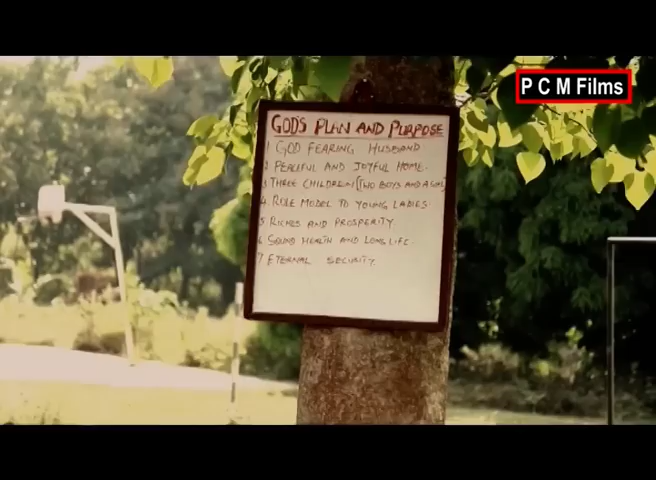 P C M Films
GOD'S PLAN AND PURPOSE
1 GOD FEARING HUSBAND
2 PEACEFUL AND JOYFUL HOME.
3 THREE CHILDREN [TWO BOYS AND A GIRL]
4. ROLE MODEL TO YOUNG LADIES.
5 RICHES AND PROSPERITY.
6 SOUND HEALTH AND LONG LIFE.
7 ETERNAL SECURITY.